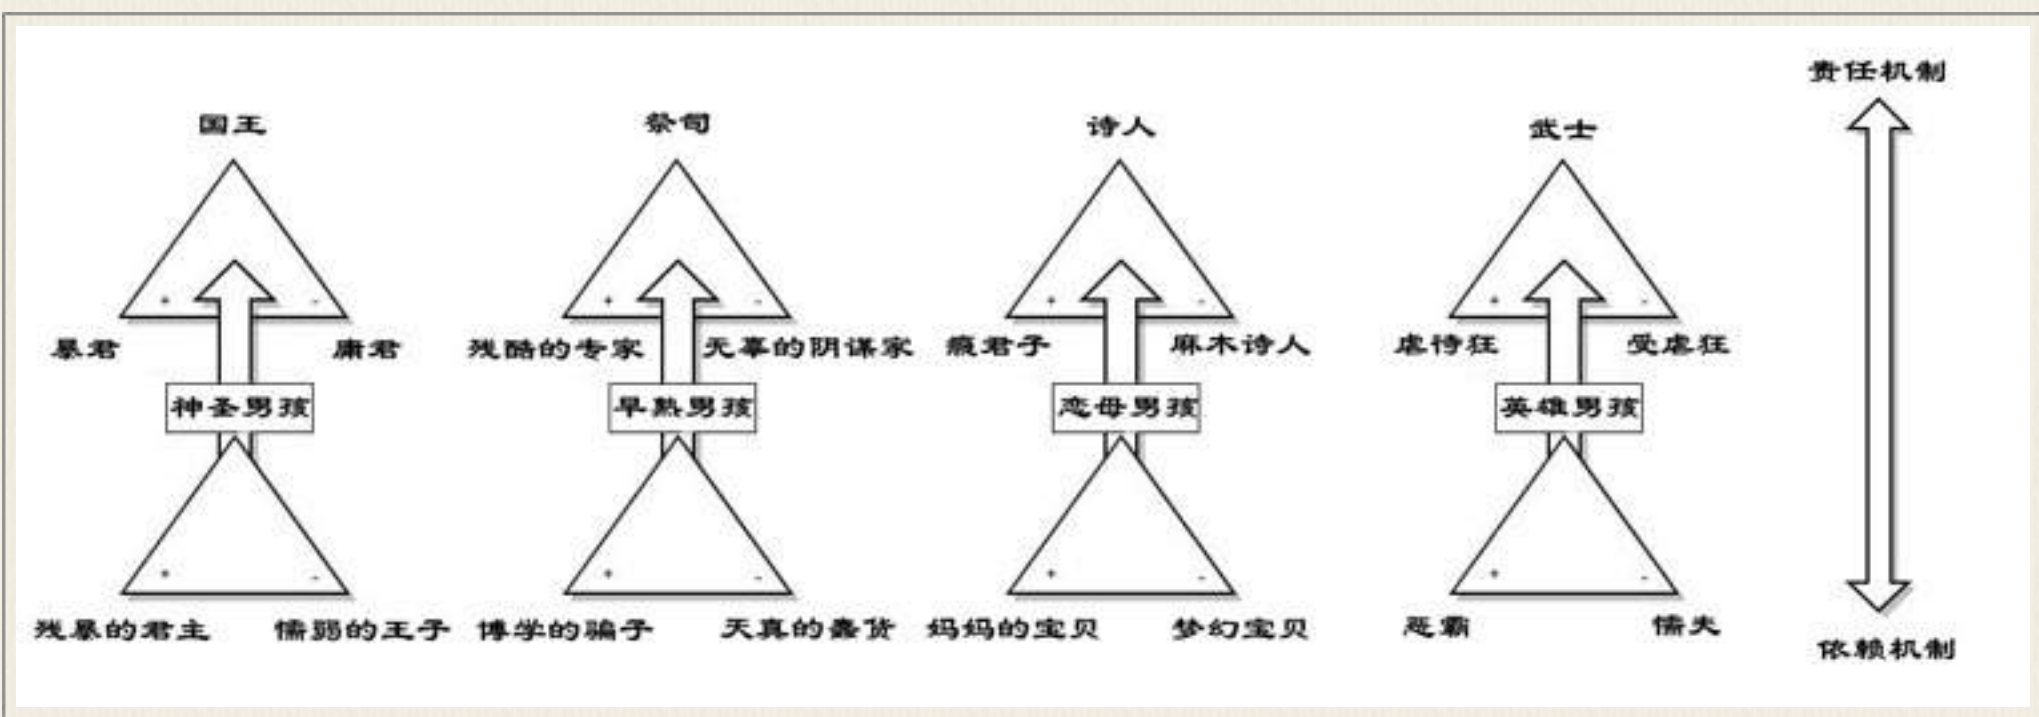 责任机制
国王 祭司 诗人 武士
+ - + - + - + -
暴君 庸君 残酷的专家 无辜的阴谋家 瘾君子 麻木诗人 虐待狂 受虐狂
神圣男孩 早熟男孩 恋母男孩 英雄男孩
+ - + - + - + -
残暴的君主 懦弱的王子 博学的骗子 天真的蠢货 妈妈的宝贝 梦幻宝贝 恶霸 懦夫
依赖机制